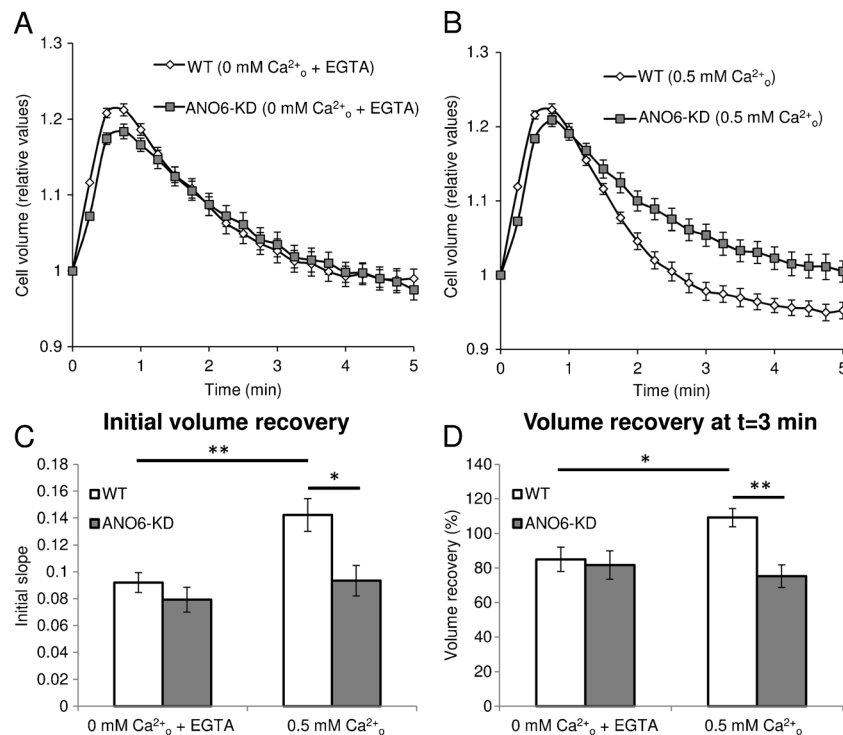 A
1.3
WT (0 mM Ca²⁺ₒ + EGTA)
ANO6-KD (0 mM Ca²⁺ₒ + EGTA)
1.2
1.1
1
0.9
Cell volume (relative values)
0 1 2 3 4 5
Time (min)
B
1.3
WT (0.5 mM Ca²⁺ₒ)
ANO6-KD (0.5 mM Ca²⁺ₒ)
1.2
1.1
1
0.9
Cell volume (relative values)
0 1 2 3 4 5
Time (min)
C Initial volume recovery
0.18
0.16
0.14
0.12
0.1
0.08
0.06
0.04
0.02
0
Initial slope
WT
ANO6-KD
**
*
0 mM Ca²⁺ₒ + EGTA 0.5 mM Ca²⁺ₒ
D Volume recovery at t=3 min
140
120
100
80
60
40
20
0
Volume recovery (%)
WT
ANO6-KD
*
**
0 mM Ca²⁺ₒ + EGTA 0.5 mM Ca²⁺ₒ